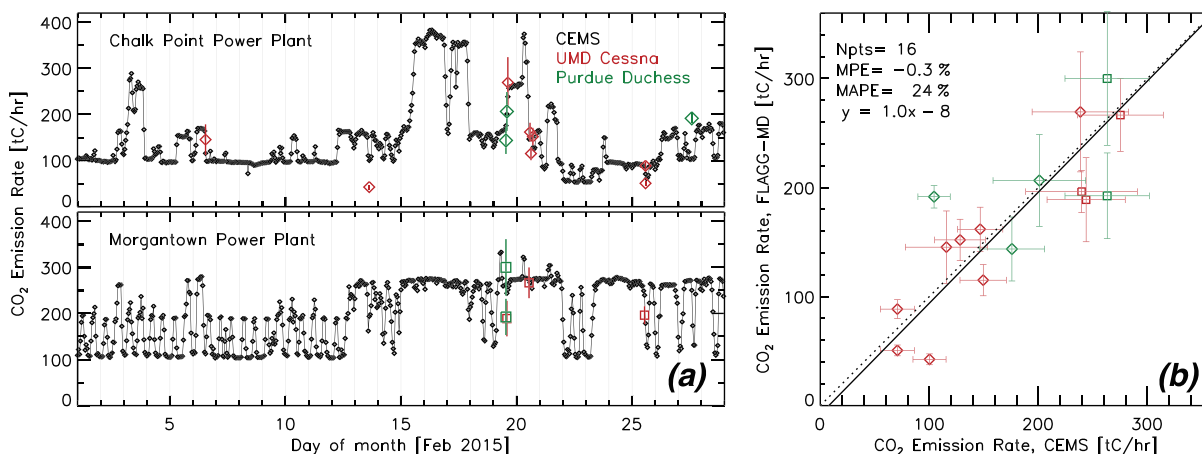 400
Chalk Point Power Plant
CEMS
UMD Cessna
Purdue Duchess
300
200
100
0
CO2 Emission Rate [tC/hr]
400
Morgantown Power Plant
300
200
100
0
(a)
5 10 15 20 25
Day of month [Feb 2015]
CO2 Emission Rate, FLAGG-MD [tC/hr]
Npts= 16
MPE= -0.3 %
MAPE= 24 %
y = 1.0x - 8
300
200
100
0
(b)
0 100 200 300
CO2 Emission Rate, CEMS [tC/hr]